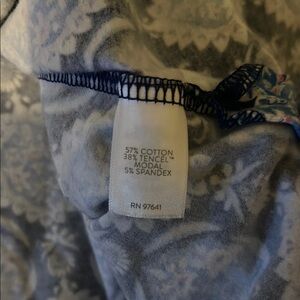 57% COTTON
38% TENCEL™
MODAL
5% SPANDEX
RN 97641